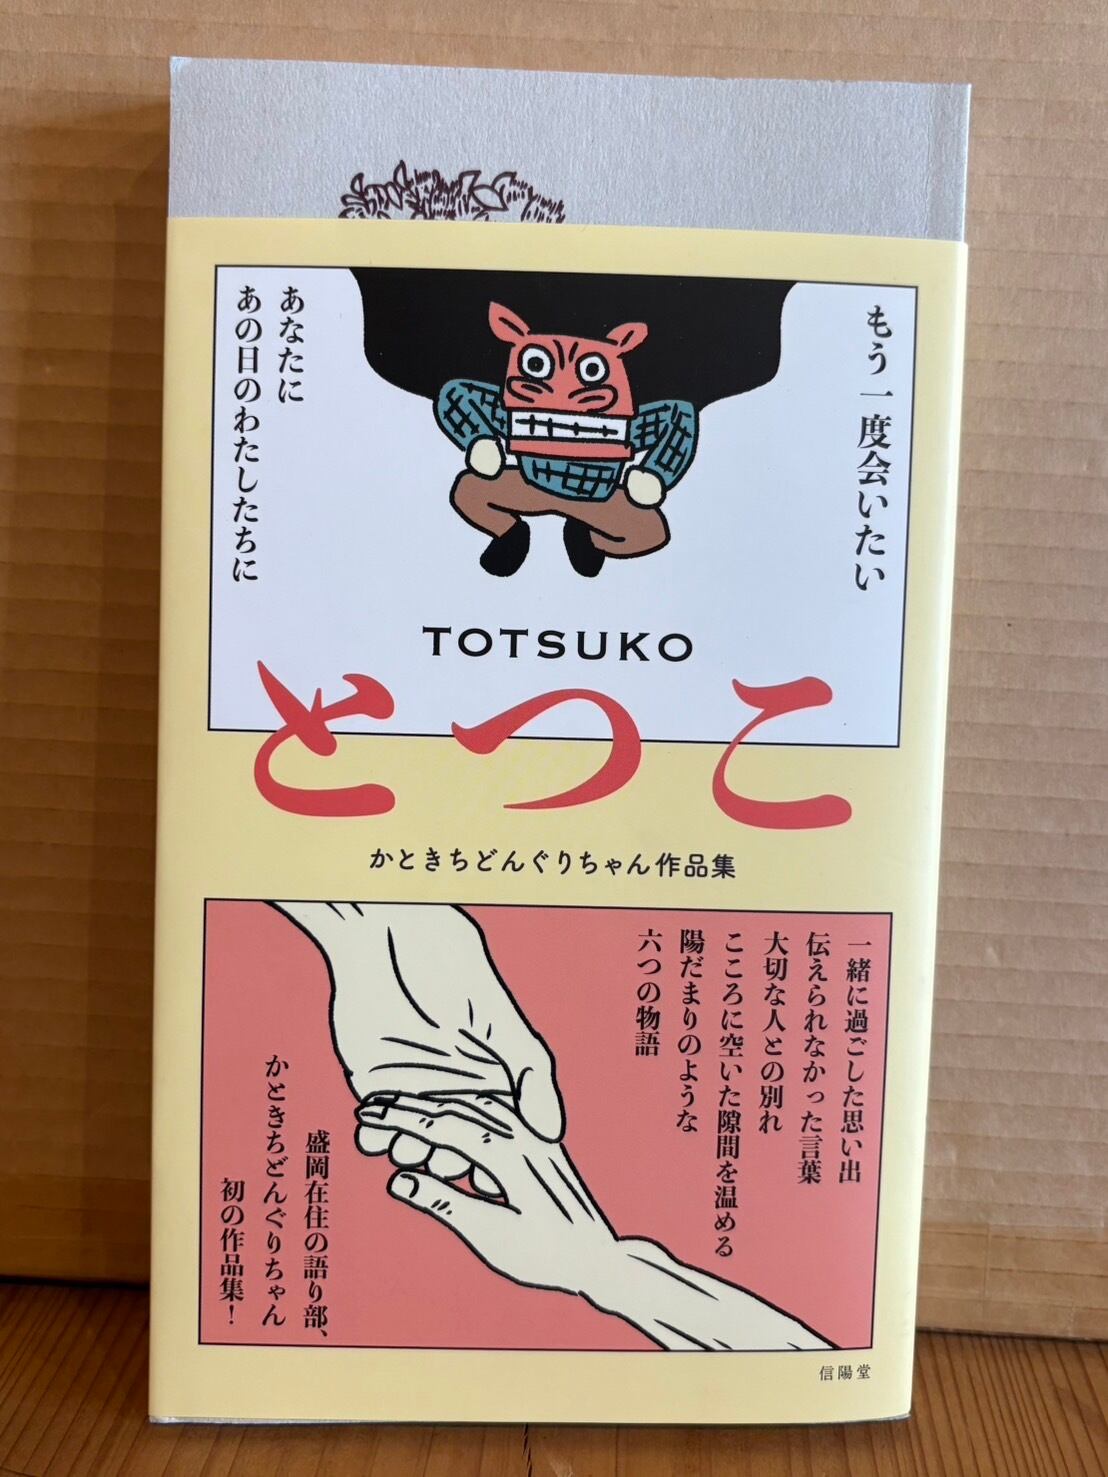 もう一度会いたい
あなたに
あの日のわたしたちに
TOTSUKO
とつこ
かときちどんぐりちゃん作品集
一緒に過ごした思い出
伝えられなかった言葉
大切な人との別れ
こころに空いた隙間を温める
陽だまりのような
六つの物語
盛岡在住の語り部、
かときちどんぐりちゃん
初の作品集！
信陽堂